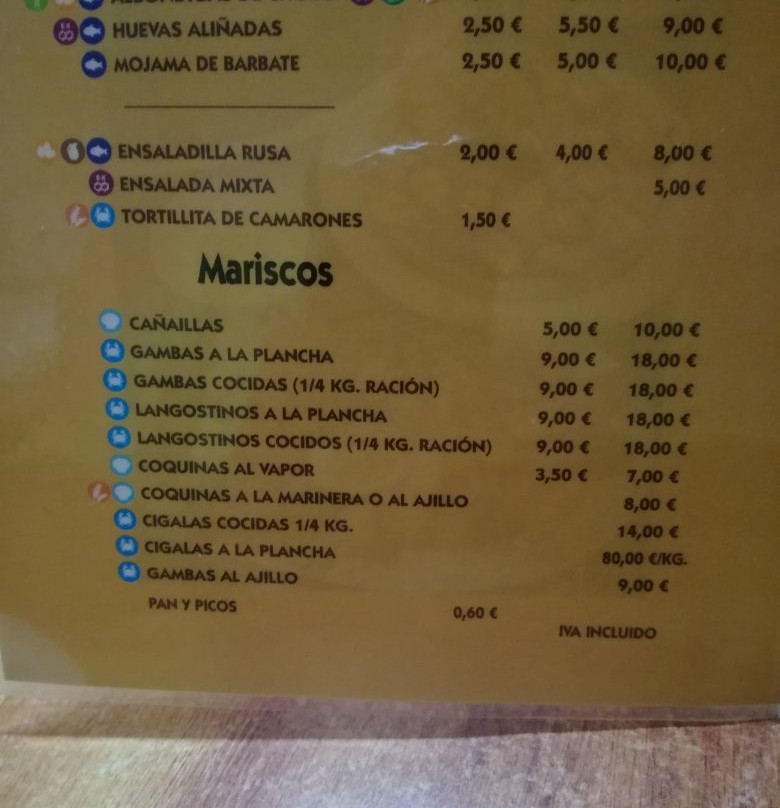 HUEVAS ALIÑADAS 2,50 € 5,50 € 9,00 €
MOJAMA DE BARBATE 2,50 € 5,00 € 10,00 €
ENSALADILLA RUSA 2,00 € 4,00 € 8,00 €
ENSALADA MIXTA 5,00 €
TORTILLITA DE CAMARONES 1,50 €
Mariscos
CAÑAILLAS 5,00 € 10,00 €
GAMBAS A LA PLANCHA 9,00 € 18,00 €
GAMBAS COCIDAS (1/4 KG. RACIÓN) 9,00 € 18,00 €
LANGOSTINOS A LA PLANCHA 9,00 € 18,00 €
LANGOSTINOS COCIDOS (1/4 KG. RACIÓN) 9,00 € 18,00 €
COQUINAS AL VAPOR 3,50 € 7,00 €
COQUINAS A LA MARINERA O AL AJILLO 8,00 €
CIGALAS COCIDAS 1/4 KG. 14,00 €
CIGALAS A LA PLANCHA 80,00 €/KG.
GAMBAS AL AJILLO 9,00 €
PAN Y PICOS 0,60 €
IVA INCLUIDO